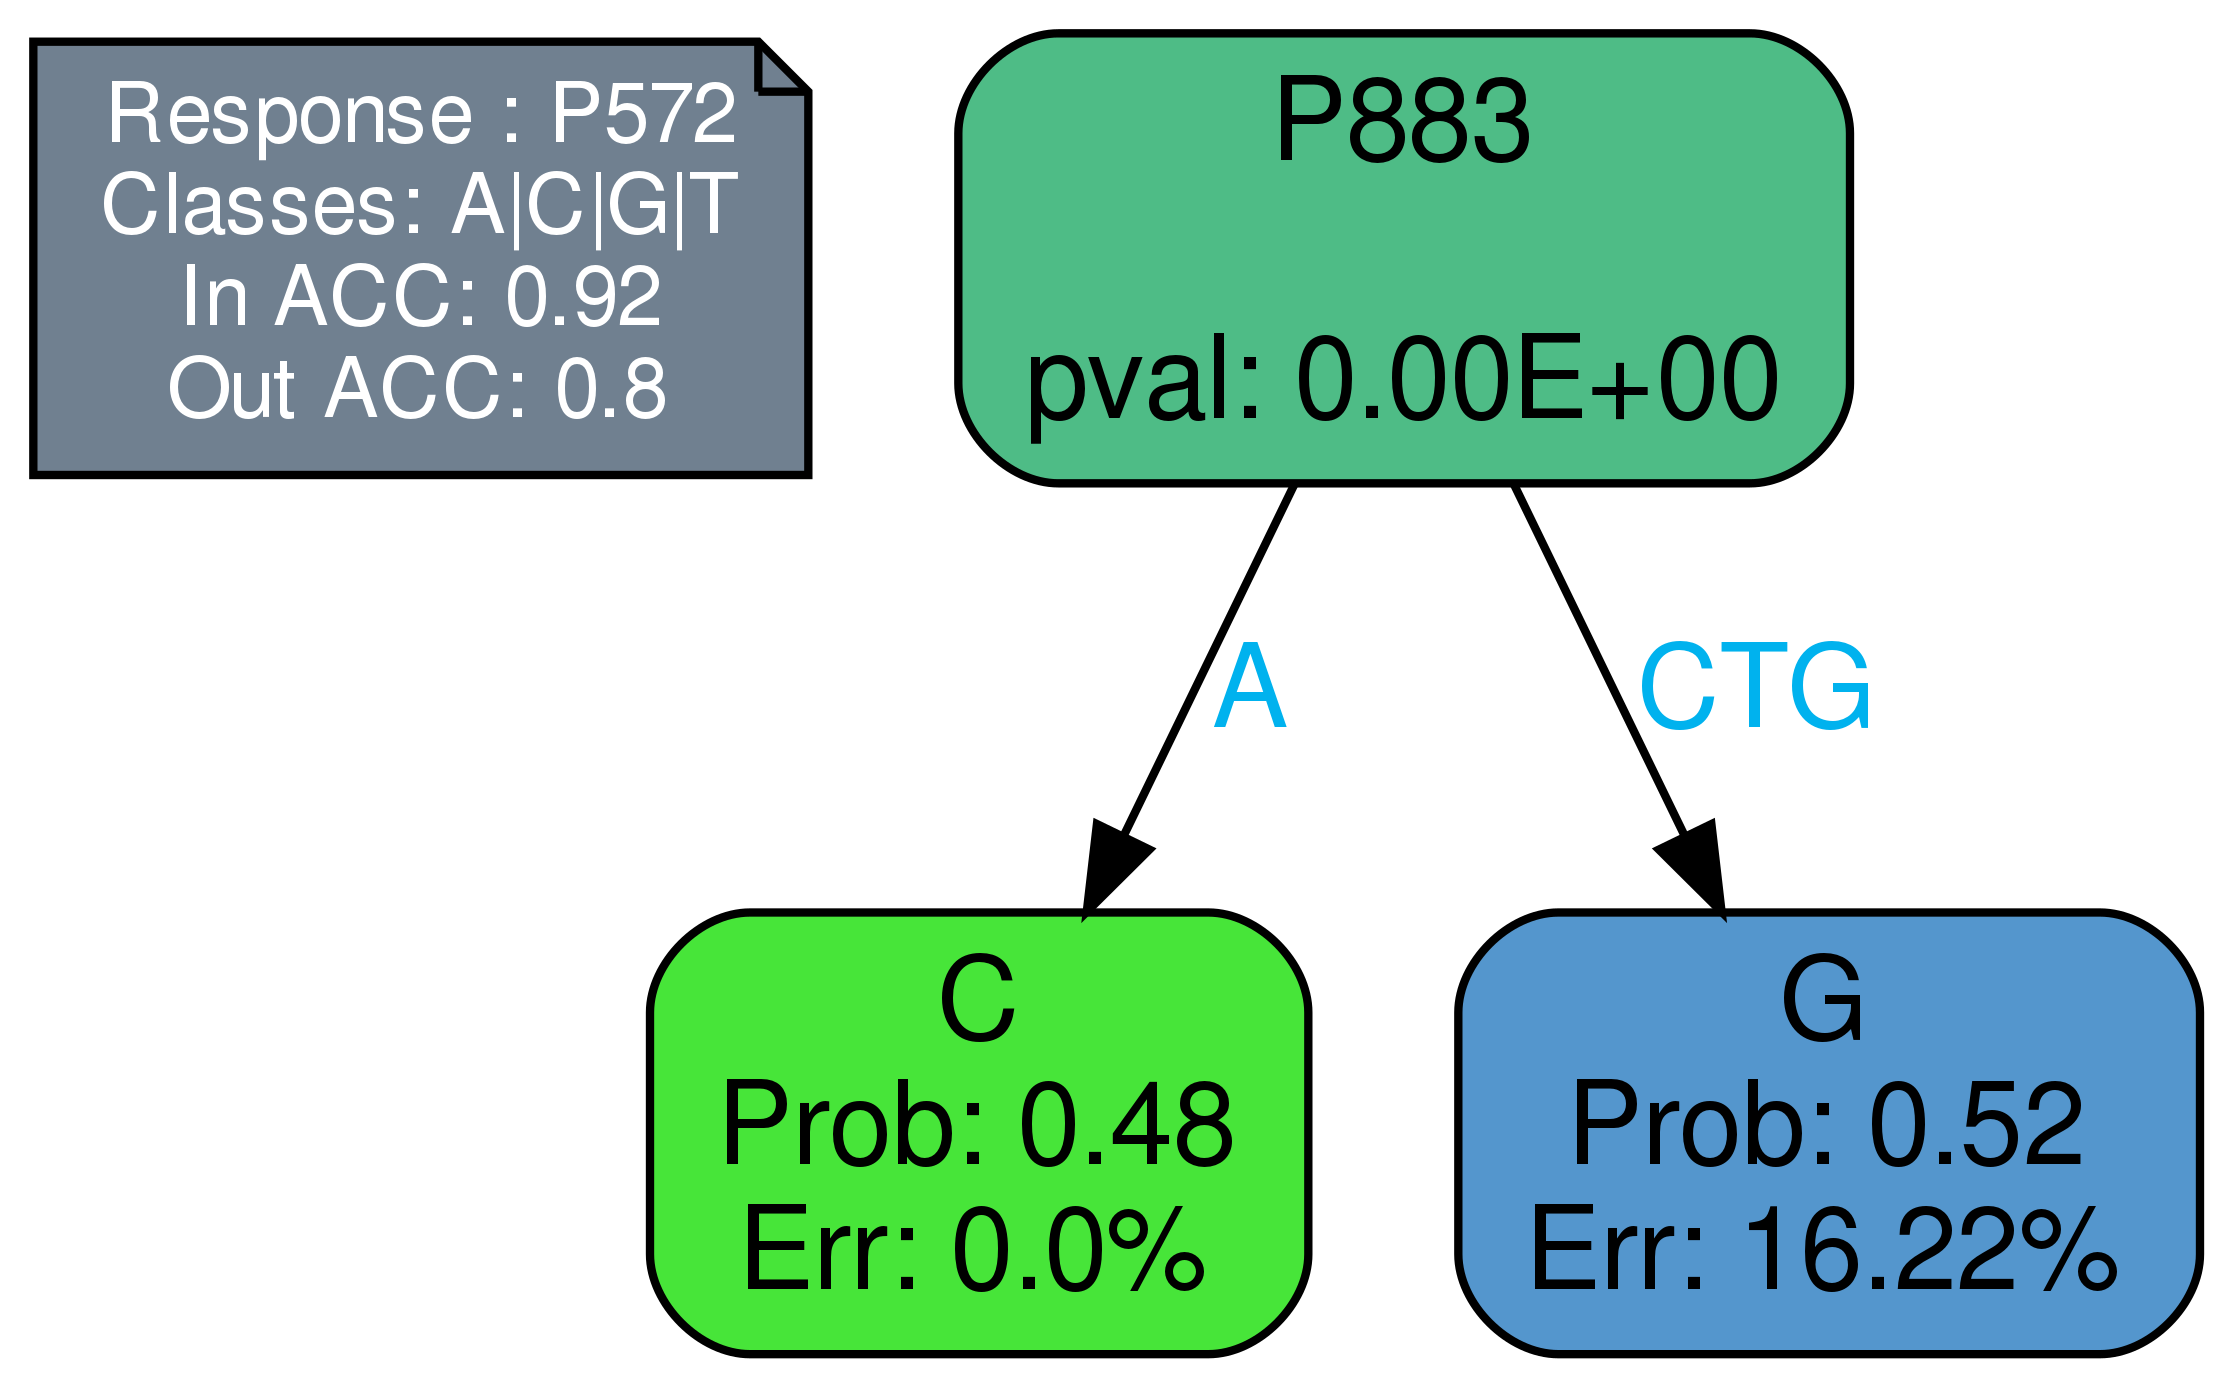 Response : P572
Classes: A|C|G|T
In ACC: 0.92
Out ACC: 0.8
P883
pval: 0.00E+00
A
CTG
C
Prob: 0.48
Err: 0.0%
G
Prob: 0.52
Err: 16.22%